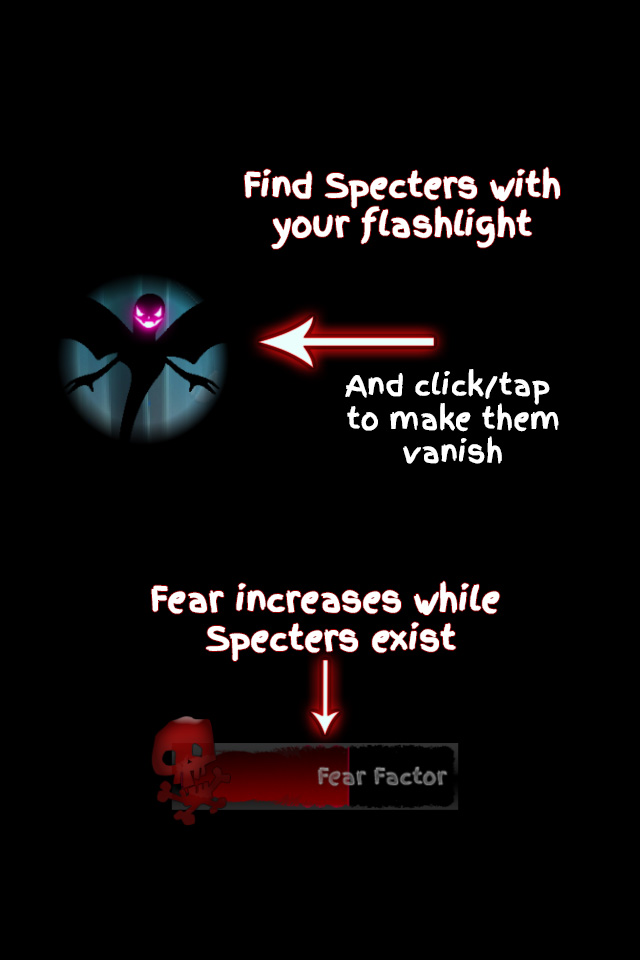 Find Specters with
your flashlight
And click/tap
to make them
vanish
Fear increases while
Specters exist
Fear Factor